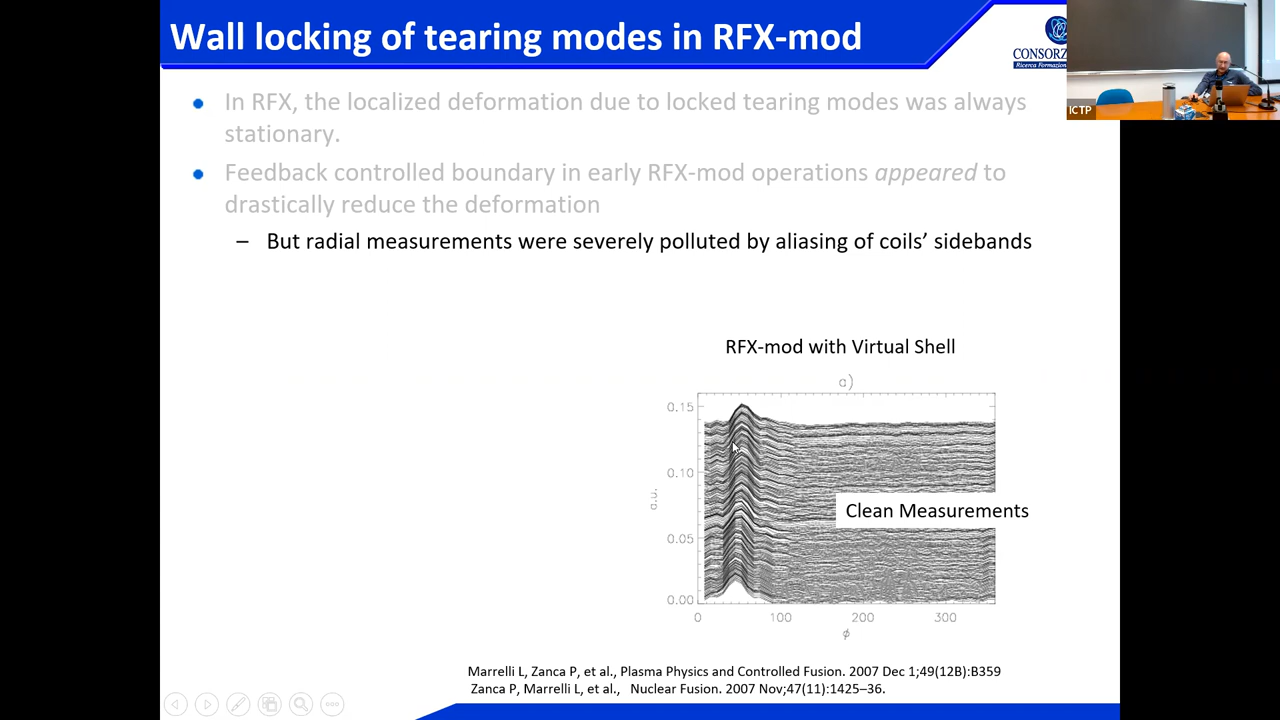 Wall locking of tearing modes in RFX-mod
CONSORZ
Ricerca Formazion
ICTP
In RFX, the localized deformation due to locked tearing modes was always
stationary.
Feedback controlled boundary in early RFX-mod operations appeared to
drastically reduce the deformation
– But radial measurements were severely polluted by aliasing of coils’ sidebands
RFX-mod with Virtual Shell
a)
0.15
0.10
0.05
0.00
a.u.
Clean Measurements
0 100 200 300
ϕ
Marrelli L, Zanca P, et al., Plasma Physics and Controlled Fusion. 2007 Dec 1;49(12B):B359
Zanca P, Marrelli L, et al., Nuclear Fusion. 2007 Nov;47(11):1425–36.